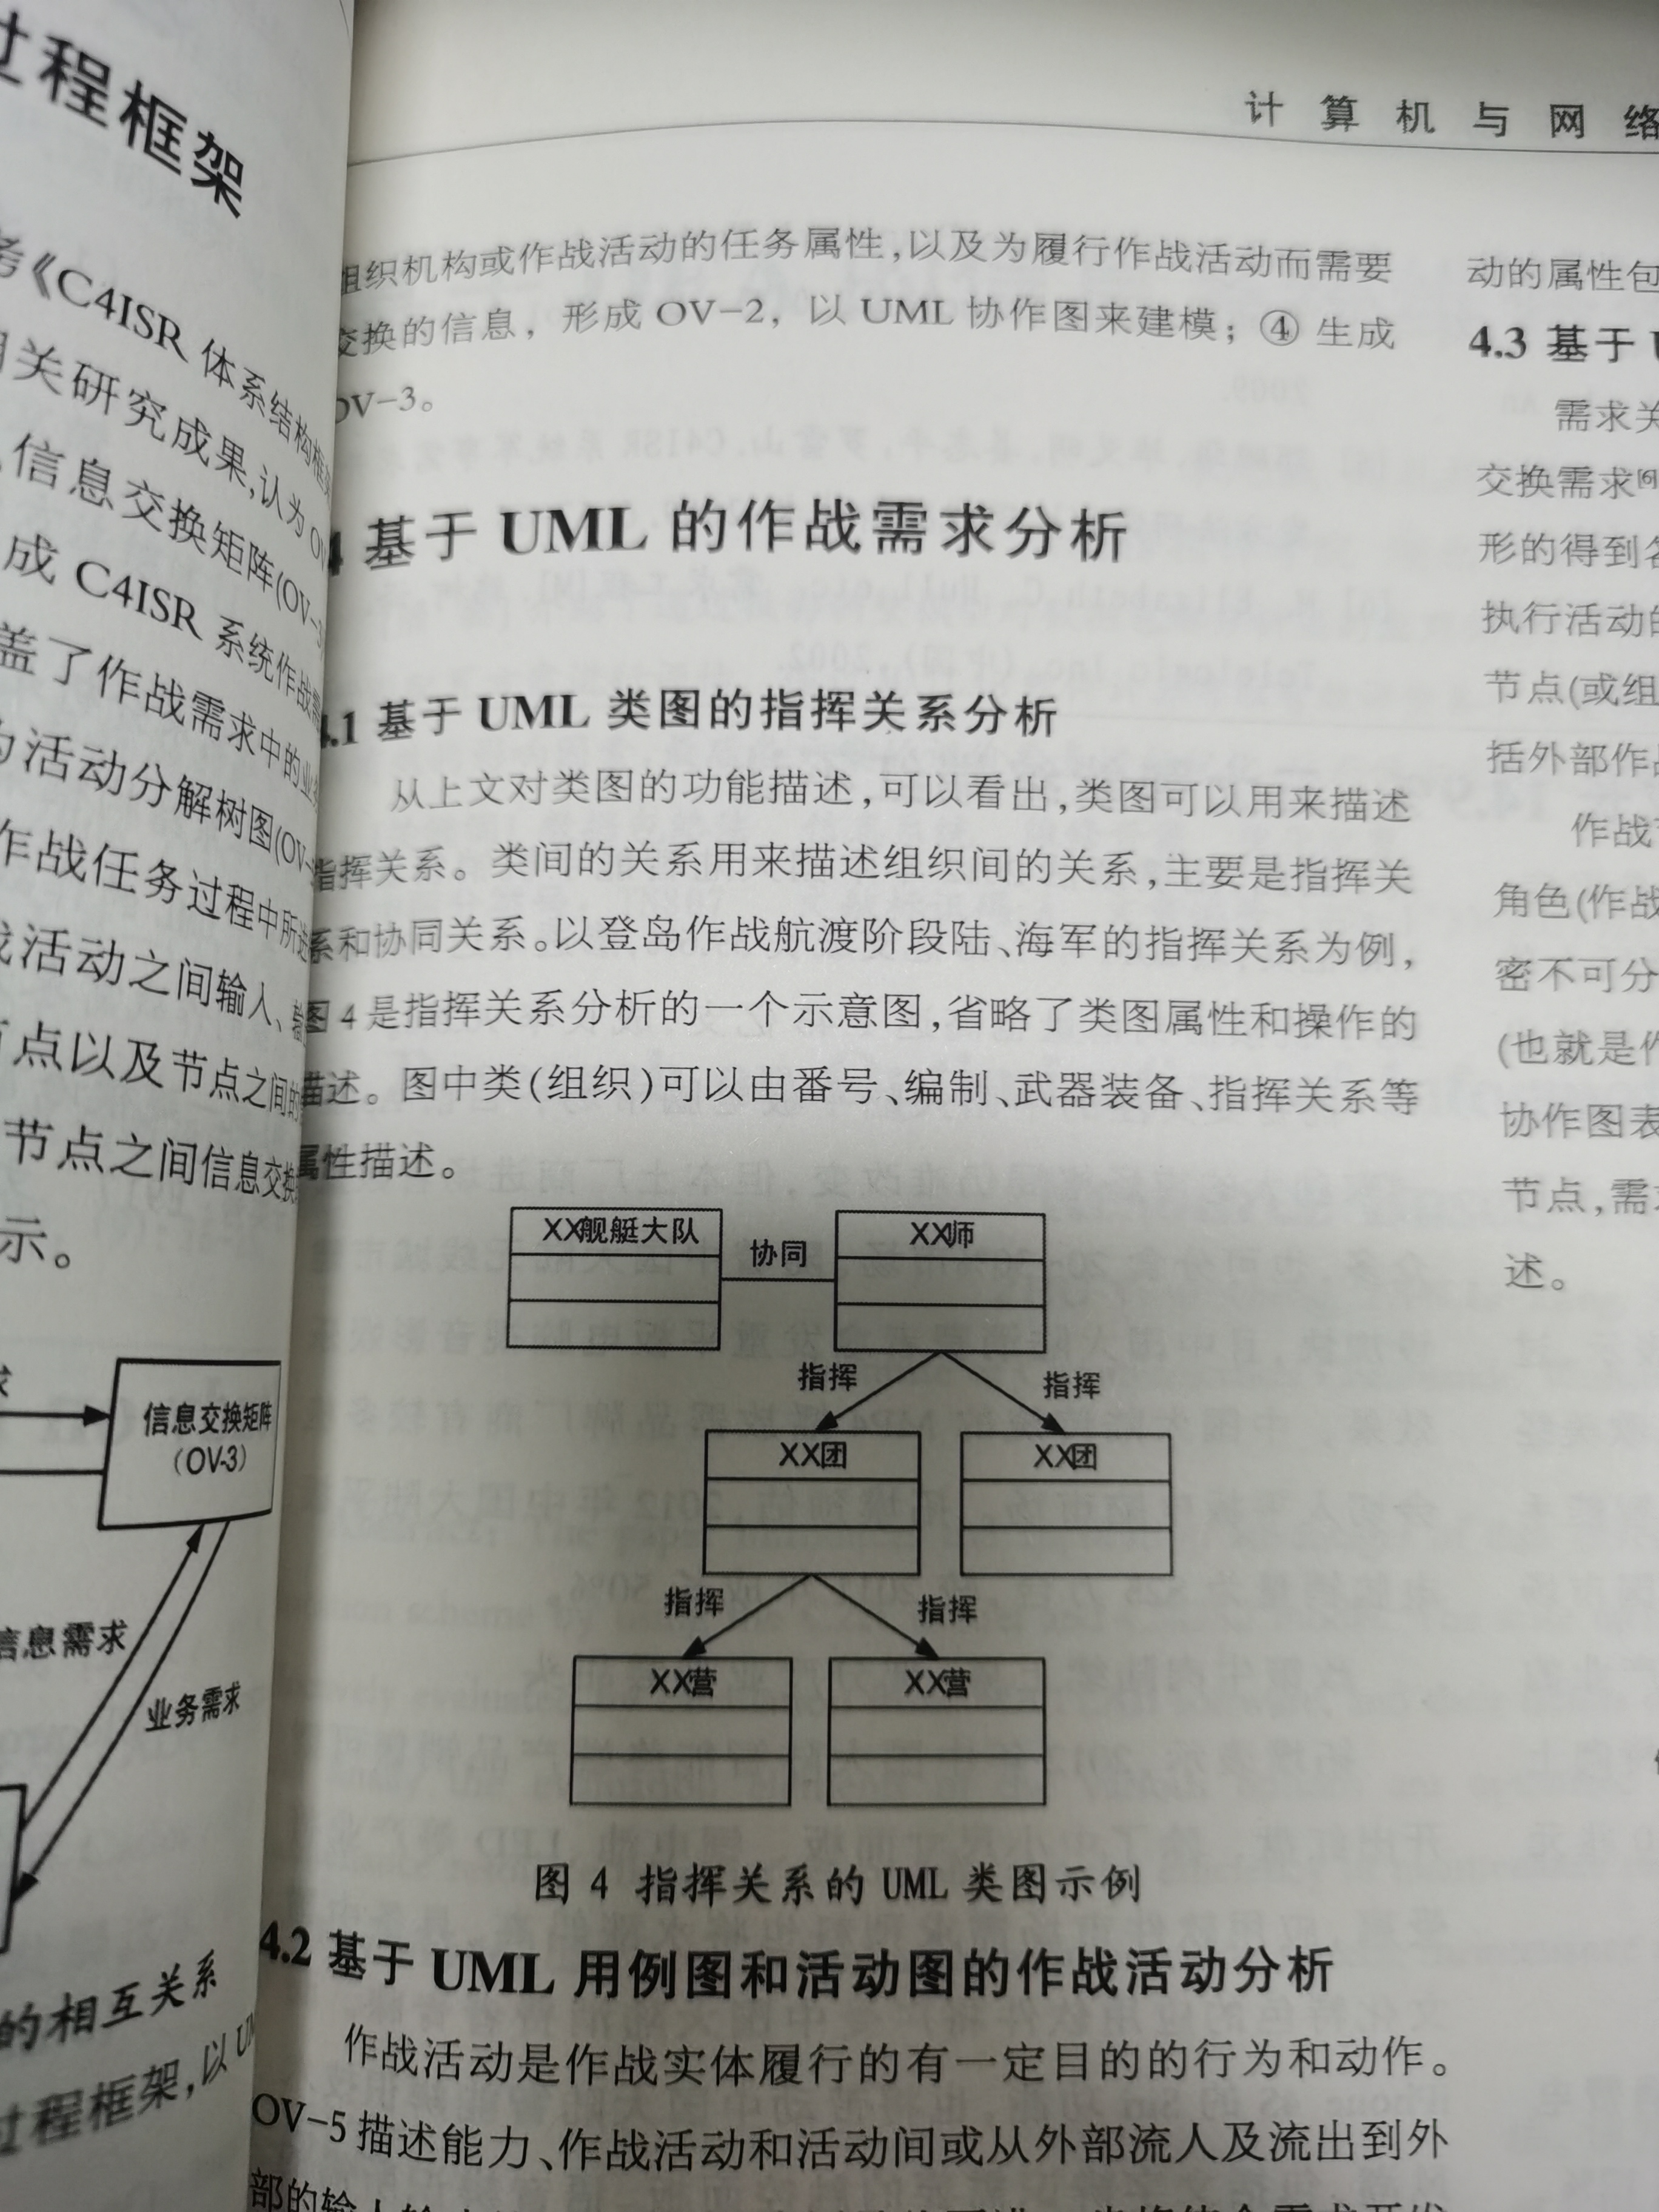 过程框架
考《C4ISR 体系结构框架
关研究成果,认为 OV
信息交换矩阵(OV-3
成 C4ISR 系统作战需
盖了作战需求中的业务
为活动分解树图(OV-
作战任务过程中所进
活动之间输入、输
节点以及节点之间的
节点之间信息交换
示。
求
信息交换矩阵
(OV-3)
信息需求
业务需求
的相互关系
过程框架,以 UM
计算机与网络
组织机构或作战活动的任务属性,以及为履行作战活动而需要
交换的信息，形成 OV-2，以 UML 协作图来建模；④ 生成
OV-3。
4 基于 UML 的作战需求分析
4.1 基于 UML 类图的指挥关系分析
从上文对类图的功能描述,可以看出,类图可以用来描述
指挥关系。类间的关系用来描述组织间的关系,主要是指挥关
系和协同关系。以登岛作战航渡阶段陆、海军的指挥关系为例,
图 4 是指挥关系分析的一个示意图,省略了类图属性和操作的
描述。图中类(组织)可以由番号、编制、武器装备、指挥关系等
属性描述。
XX舰艇大队
协同
XX师
指挥
指挥
XX团
XX团
指挥
指挥
XX营
XX营
图 4 指挥关系的 UML 类图示例
4.2 基于 UML 用例图和活动图的作战活动分析
作战活动是作战实体履行的有一定目的的行为和动作。
OV-5 描述能力、作战活动和活动间或从外部流人及流出到外
动的属性包
4.3 基于
需求关
交换需求[6]
形的得到各
执行活动的
节点(或组
括外部作战
作战
角色(作战
密不可分
(也就是作
协作图表
节点,需求
述。